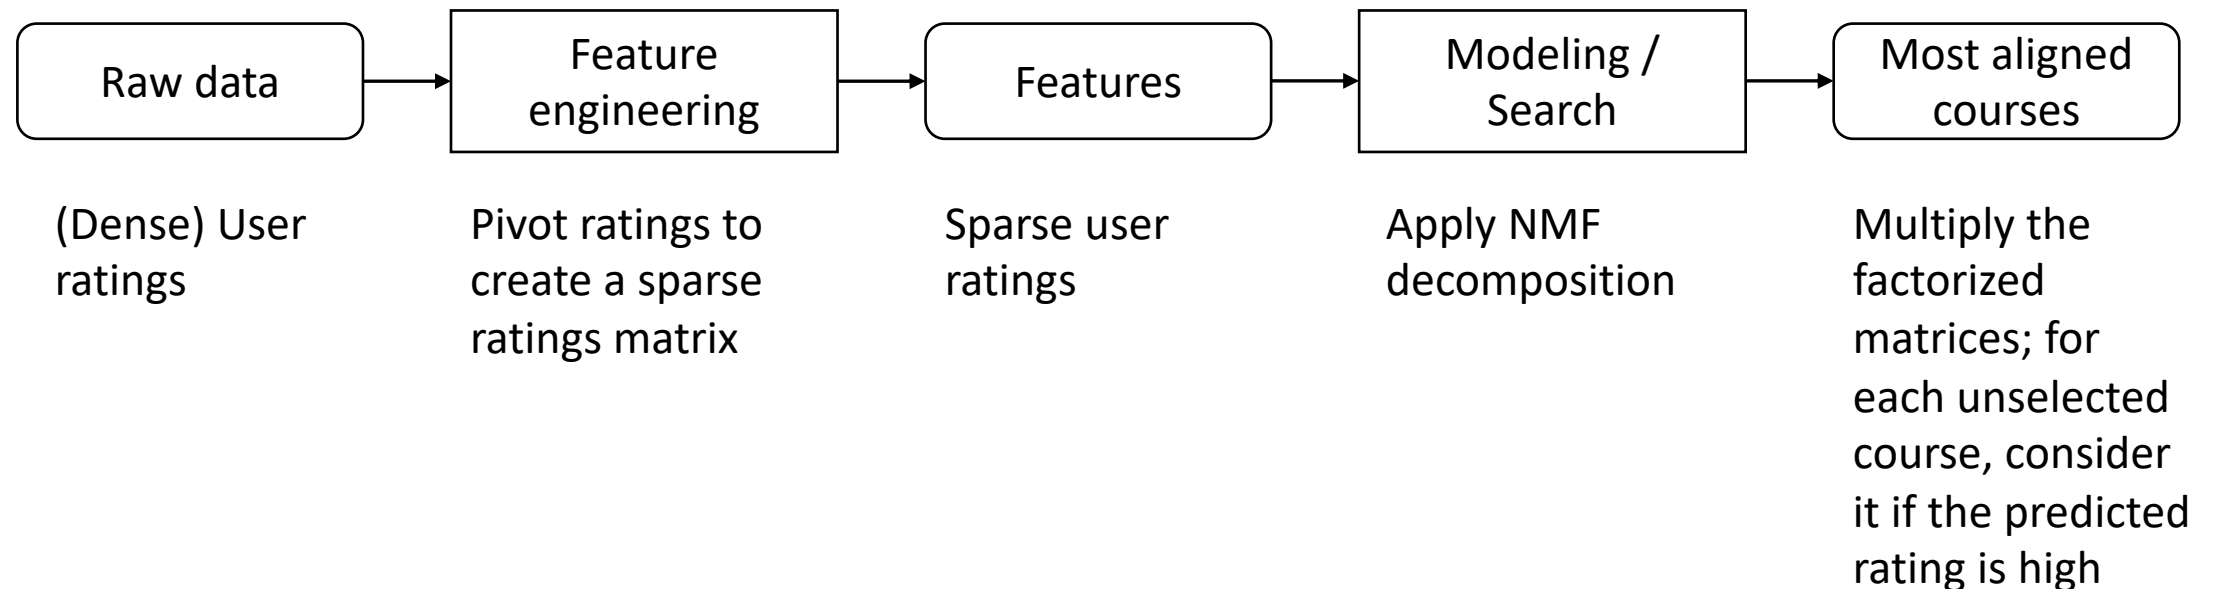 Raw data
Feature
engineering
Features
Modeling /
Search
Most aligned
courses
(Dense) User
ratings
Pivot ratings to
create a sparse
ratings matrix
Sparse user
ratings
Apply NMF
decomposition
Multiply the
factorized
matrices; for
each unselected
course, consider
it if the predicted
rating is high